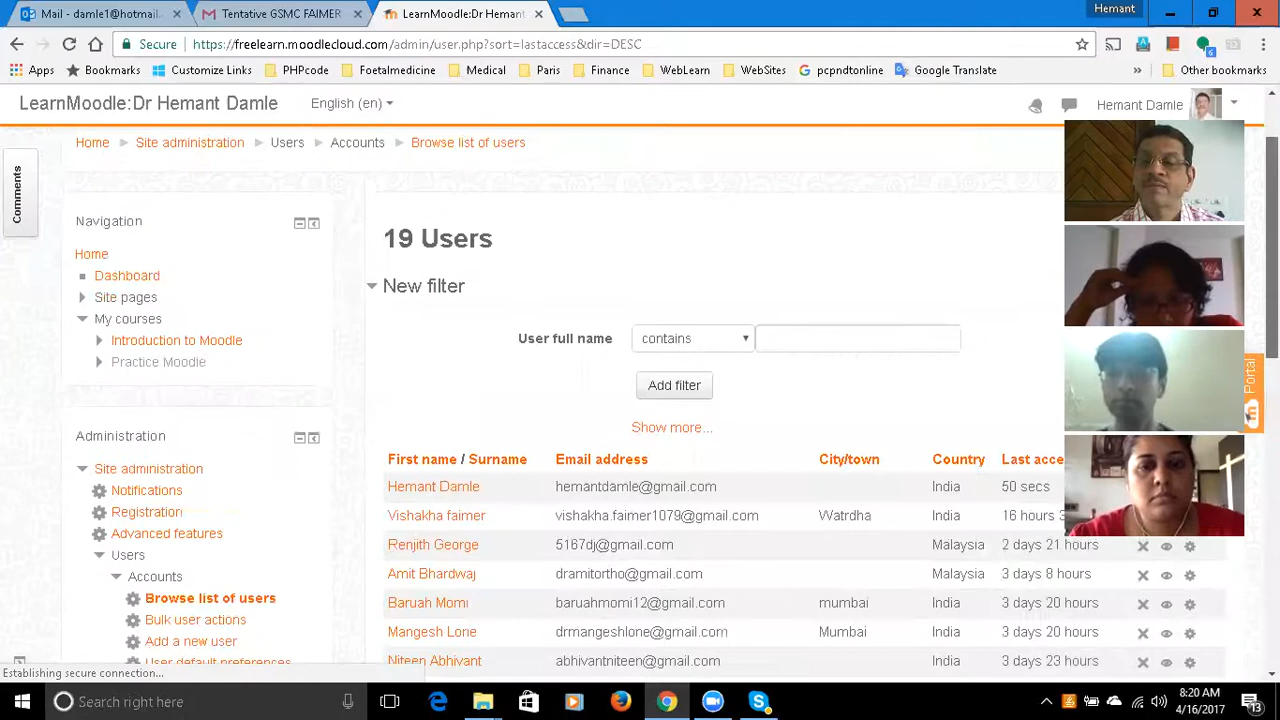 Mail - damle1@hotmail. Tentative GSMC FAIMER LearnMoodle:Dr Hemant Hemant
Secure https://freelearn.moodlecloud.com/admin/user.php?sort=lastaccess&dir=DESC
Apps Bookmarks Customize Links PHPcode Foetalmedicine Medical Paris Finance WebLearn WebSites pcpndtonline Google Translate » Other bookmarks
LearnMoodle:Dr Hemant Damle English (en) Hemant Damle
Home Site administration Users Accounts Browse list of users
Comments
Navigation
Home
Dashboard
Site pages
My courses
Introduction to Moodle
Practice Moodle
Administration
Site administration
Notifications
Registration
Advanced features
Users
Accounts
Browse list of users
Bulk user actions
Add a new user
User default preferences
19 Users
New filter
User full name contains
Add filter
Show more...
First name / Surname Email address City/town Country Last acce
Hemant Damle hemantdamle@gmail.com India 50 secs
Vishakha faimer vishakha.faimer1079@gmail.com Watrdha India 16 hours 3
Renjith George 5167dj@gmail.com Malaysia 2 days 21 hours
Amit Bhardwaj dramitortho@gmail.com Malaysia 3 days 8 hours
Baruah Momi baruahmomi12@gmail.com mumbai India 3 days 20 hours
Mangesh Lone drmangeshlone@gmail.com Mumbai India 3 days 20 hours
Niteen Abhivant abhivantniteen@gmail.com India 3 days 23 hours
Portal
Establishing secure connection...
Search right here
8:20 AM
4/16/2017
13